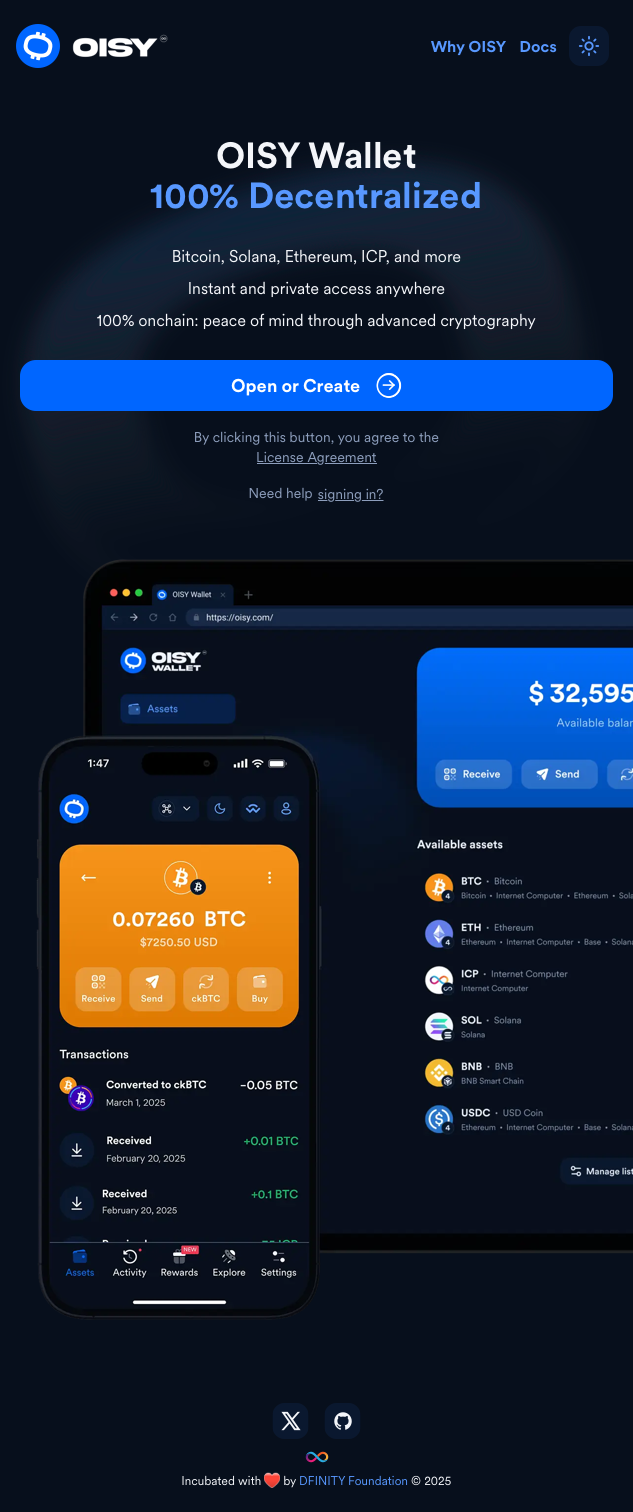 OISY
Why OISY Docs
OISY Wallet
100% Decentralized
Bitcoin, Solana, Ethereum, ICP, and more
Instant and private access anywhere
100% onchain: peace of mind through advanced cryptography
Open or Create
By clicking this button, you agree to the
License Agreement
Need help signing in?
OISY Wallet
https://oisy.com/
OISY
WALLET
Assets
$ 32,595
Available balan
Receive Send
Available assets
BTC • Bitcoin
4 Bitcoin • Internet Computer • Ethereum • Sola
ETH • Ethereum
4 Ethereum • Internet Computer • Base • Solan
ICP • Internet Computer
Internet Computer
SOL • Solana
Solana
BNB • BNB
BNB Smart Chain
USDC • USD Coin
4 Ethereum • Internet Computer • Base • Solan
Manage list
1:47
0.07260 BTC
$7250.50 USD
Receive Send ckBTC Buy
Transactions
Converted to ckBTC -0.05 BTC
March 1, 2025
Received +0.01 BTC
February 20, 2025
Received +0.1 BTC
February 20, 2025
NEW
Assets Activity Rewards Explore Settings
Incubated with ❤️ by DFINITY Foundation © 2025